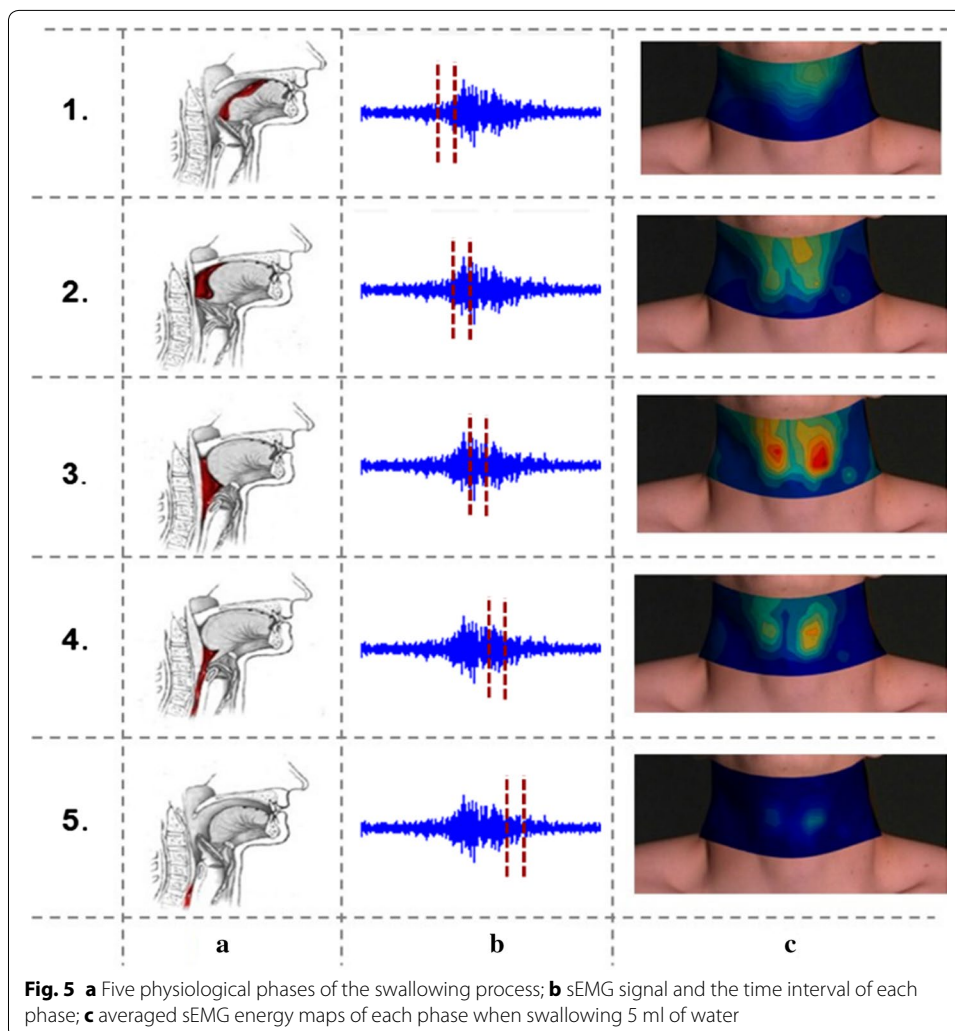 1.
2.
3.
4.
5.
a b c
Fig. 5 a Five physiological phases of the swallowing process; b sEMG signal and the time interval of each
phase; c averaged sEMG energy maps of each phase when swallowing 5 ml of water